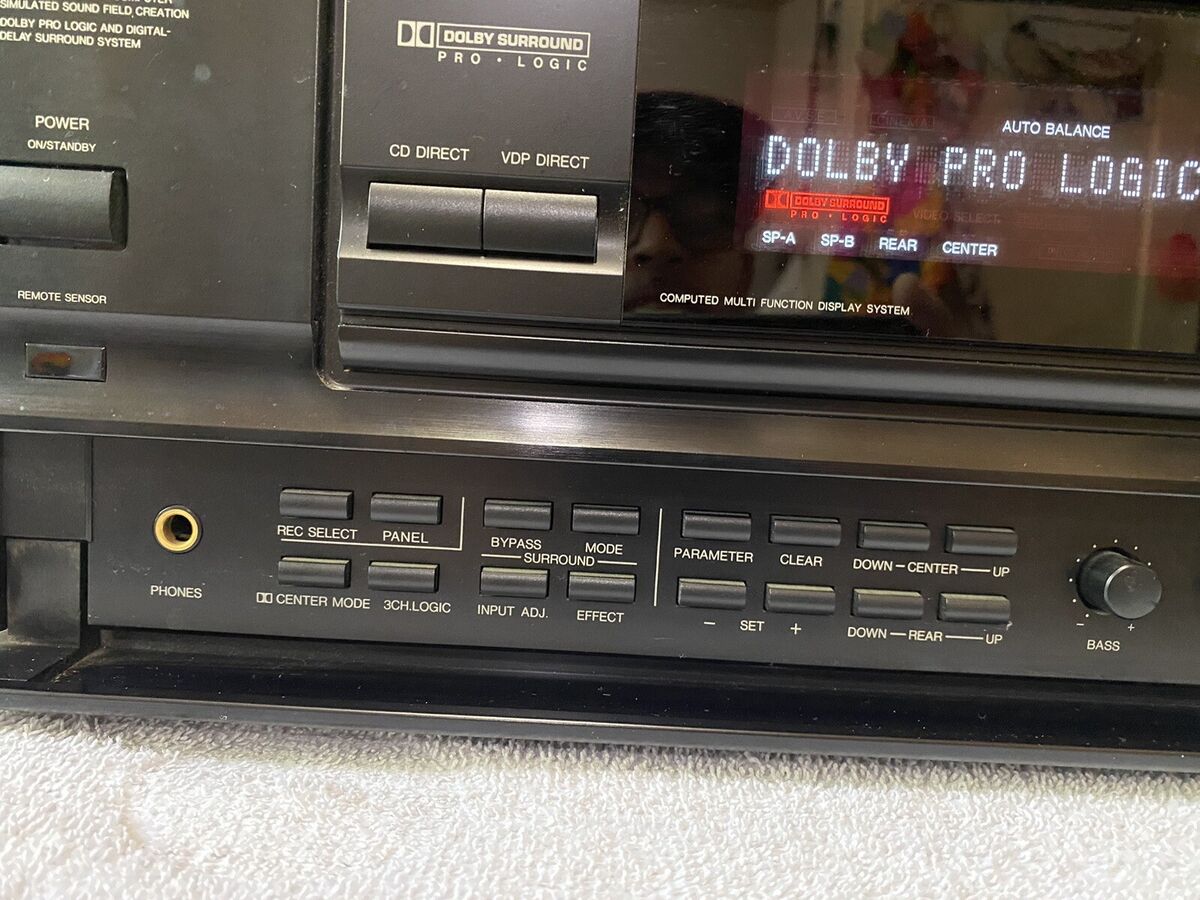 SIMULATED SOUND FIELD CREATION
DOLBY PRO LOGIC AND DIGITAL-
DELAY SURROUND SYSTEM
POWER
ON/STANDBY
REMOTE SENSOR
DOLBY SURROUND
PRO · LOGIC
CD DIRECT
VDP DIRECT
AUTO BALANCE
DOLBY PRO LOGIC
DOLBY SURROUND
PRO · LOGIC
VIDEO SELECT
SP-A SP-B REAR CENTER
COMPUTED MULTI FUNCTION DISPLAY SYSTEM
PHONES
REC SELECT
PANEL
CENTER MODE
3CH.LOGIC
BYPASS
MODE
SURROUND
INPUT ADJ.
EFFECT
PARAMETER
CLEAR
DOWN — CENTER — UP
− SET +
DOWN — REAR — UP
− +
BASS